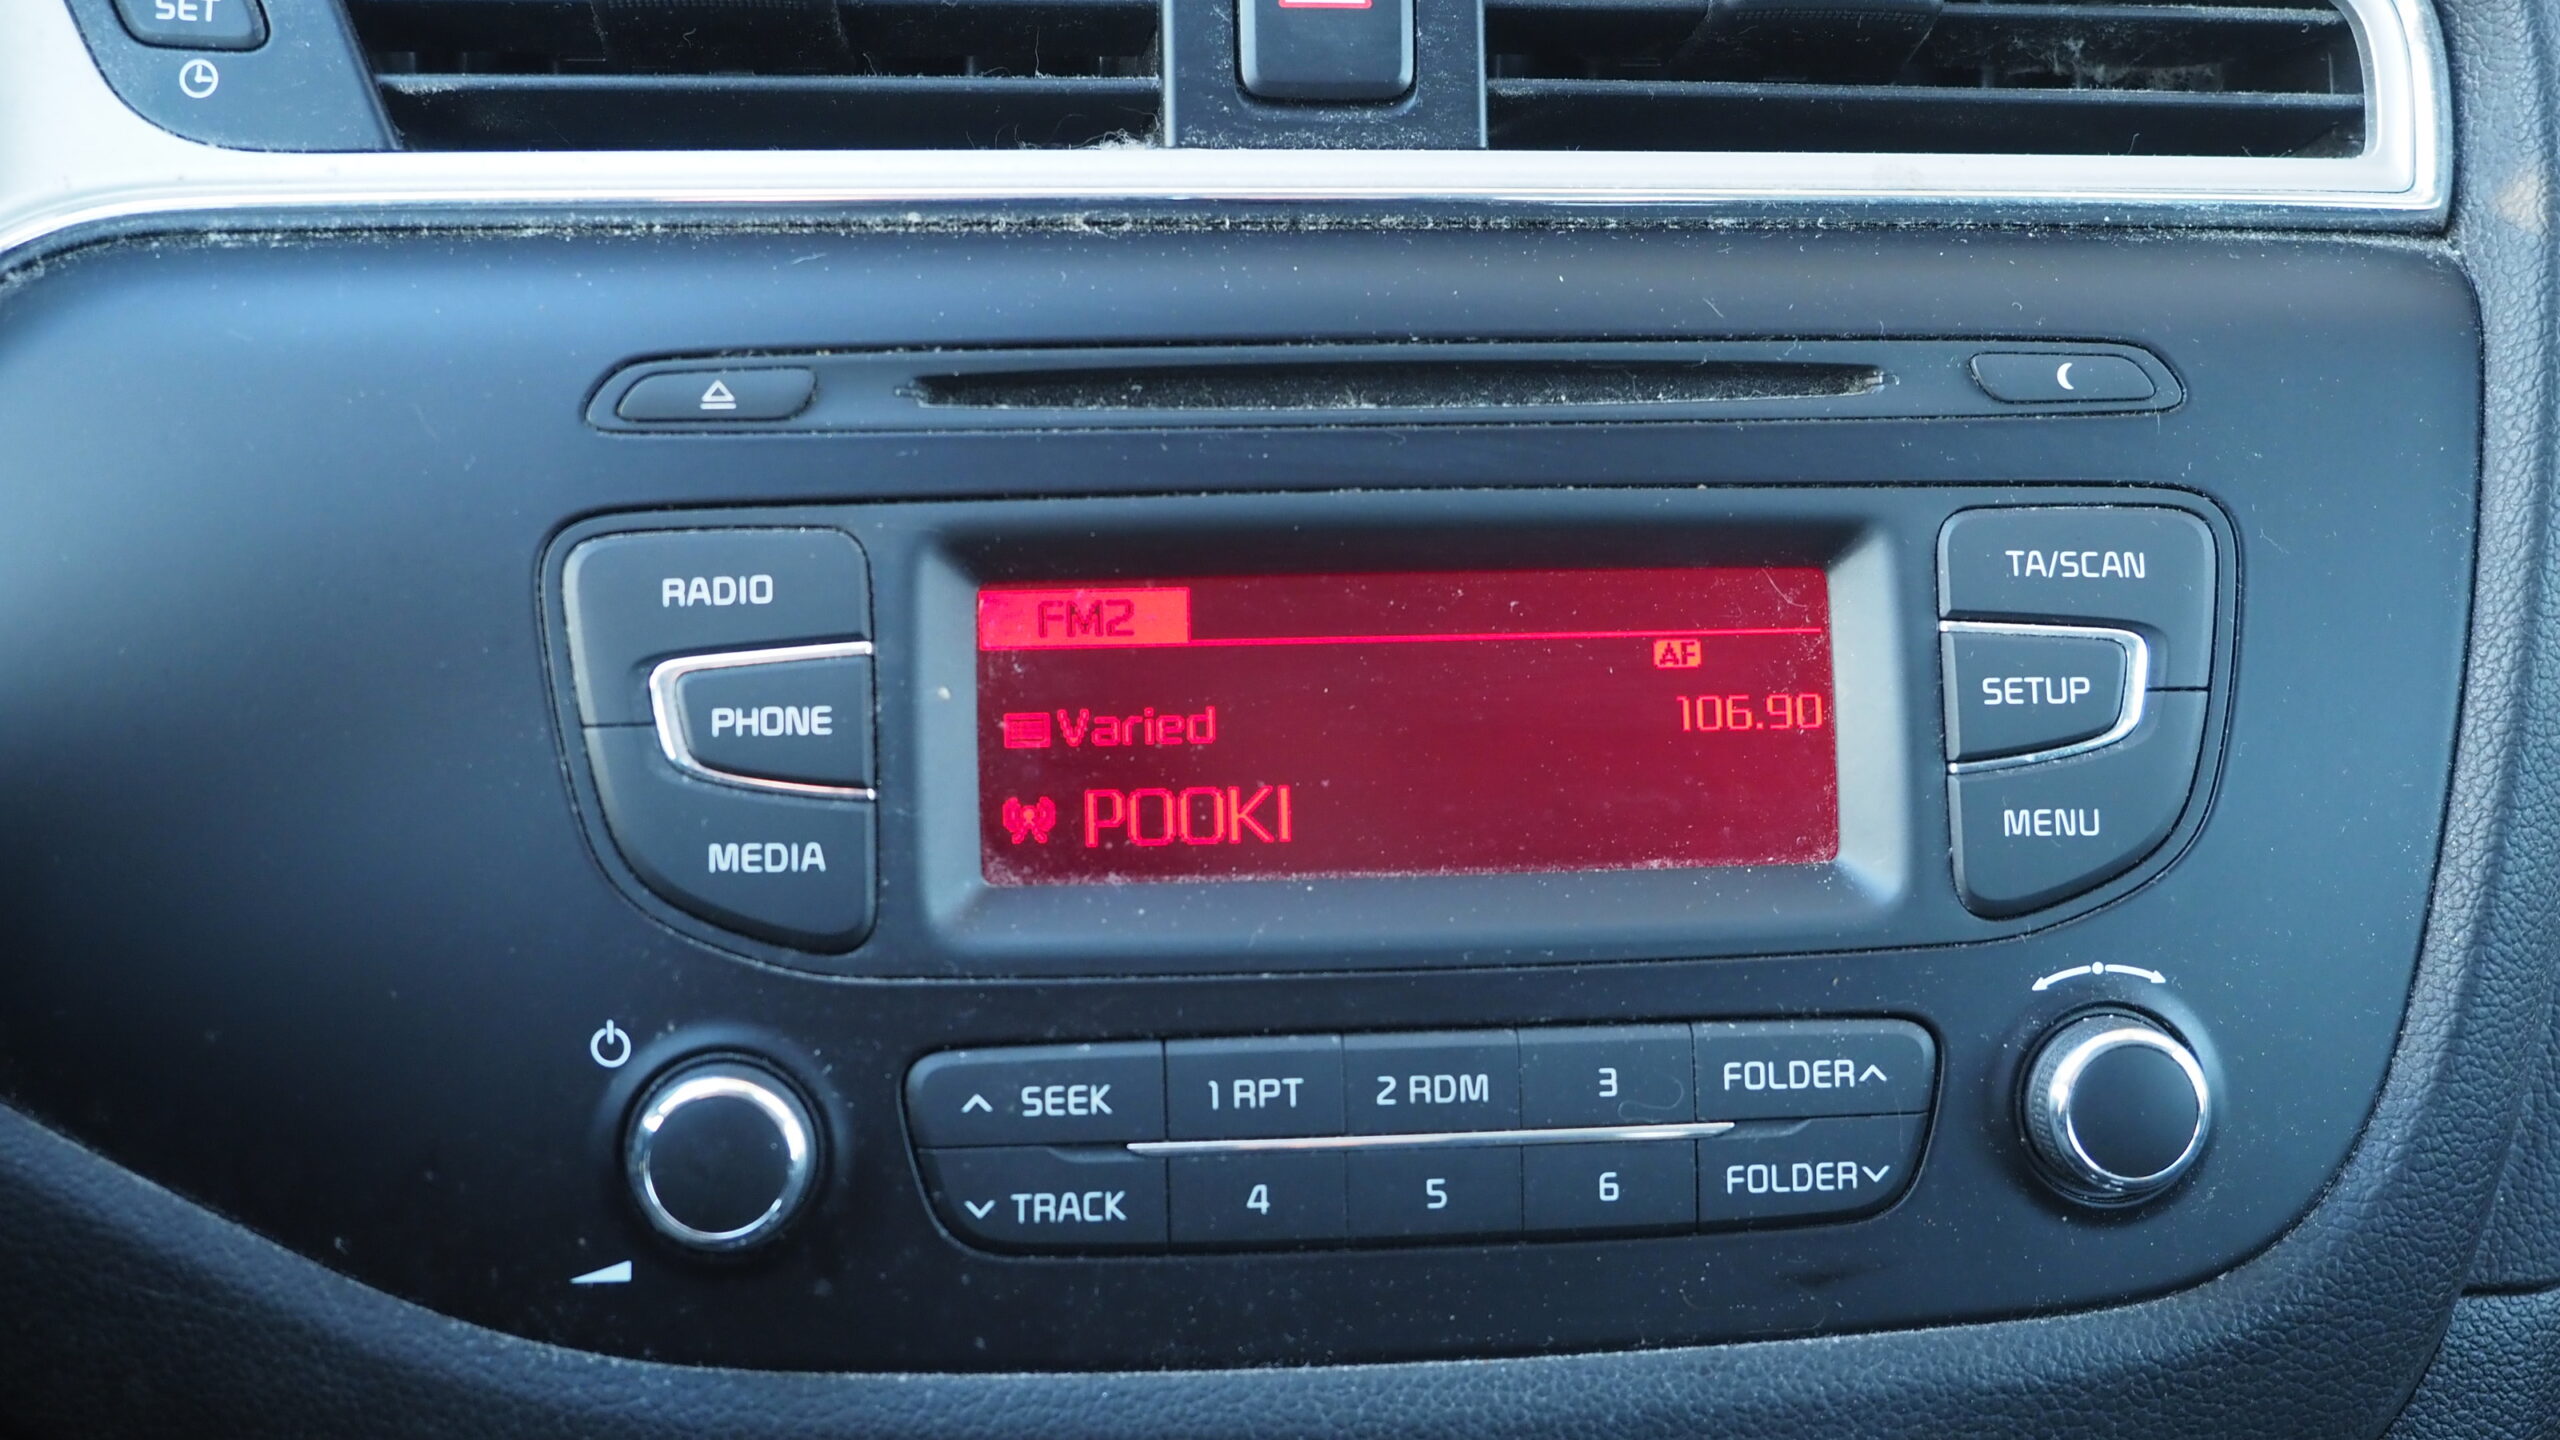 SET
RADIO
PHONE
MEDIA
FM2
AF
Varied
106.90
POOKI
TA/SCAN
SETUP
MENU
SEEK
1 RPT
2 RDM
3
FOLDER
TRACK
4
5
6
FOLDER